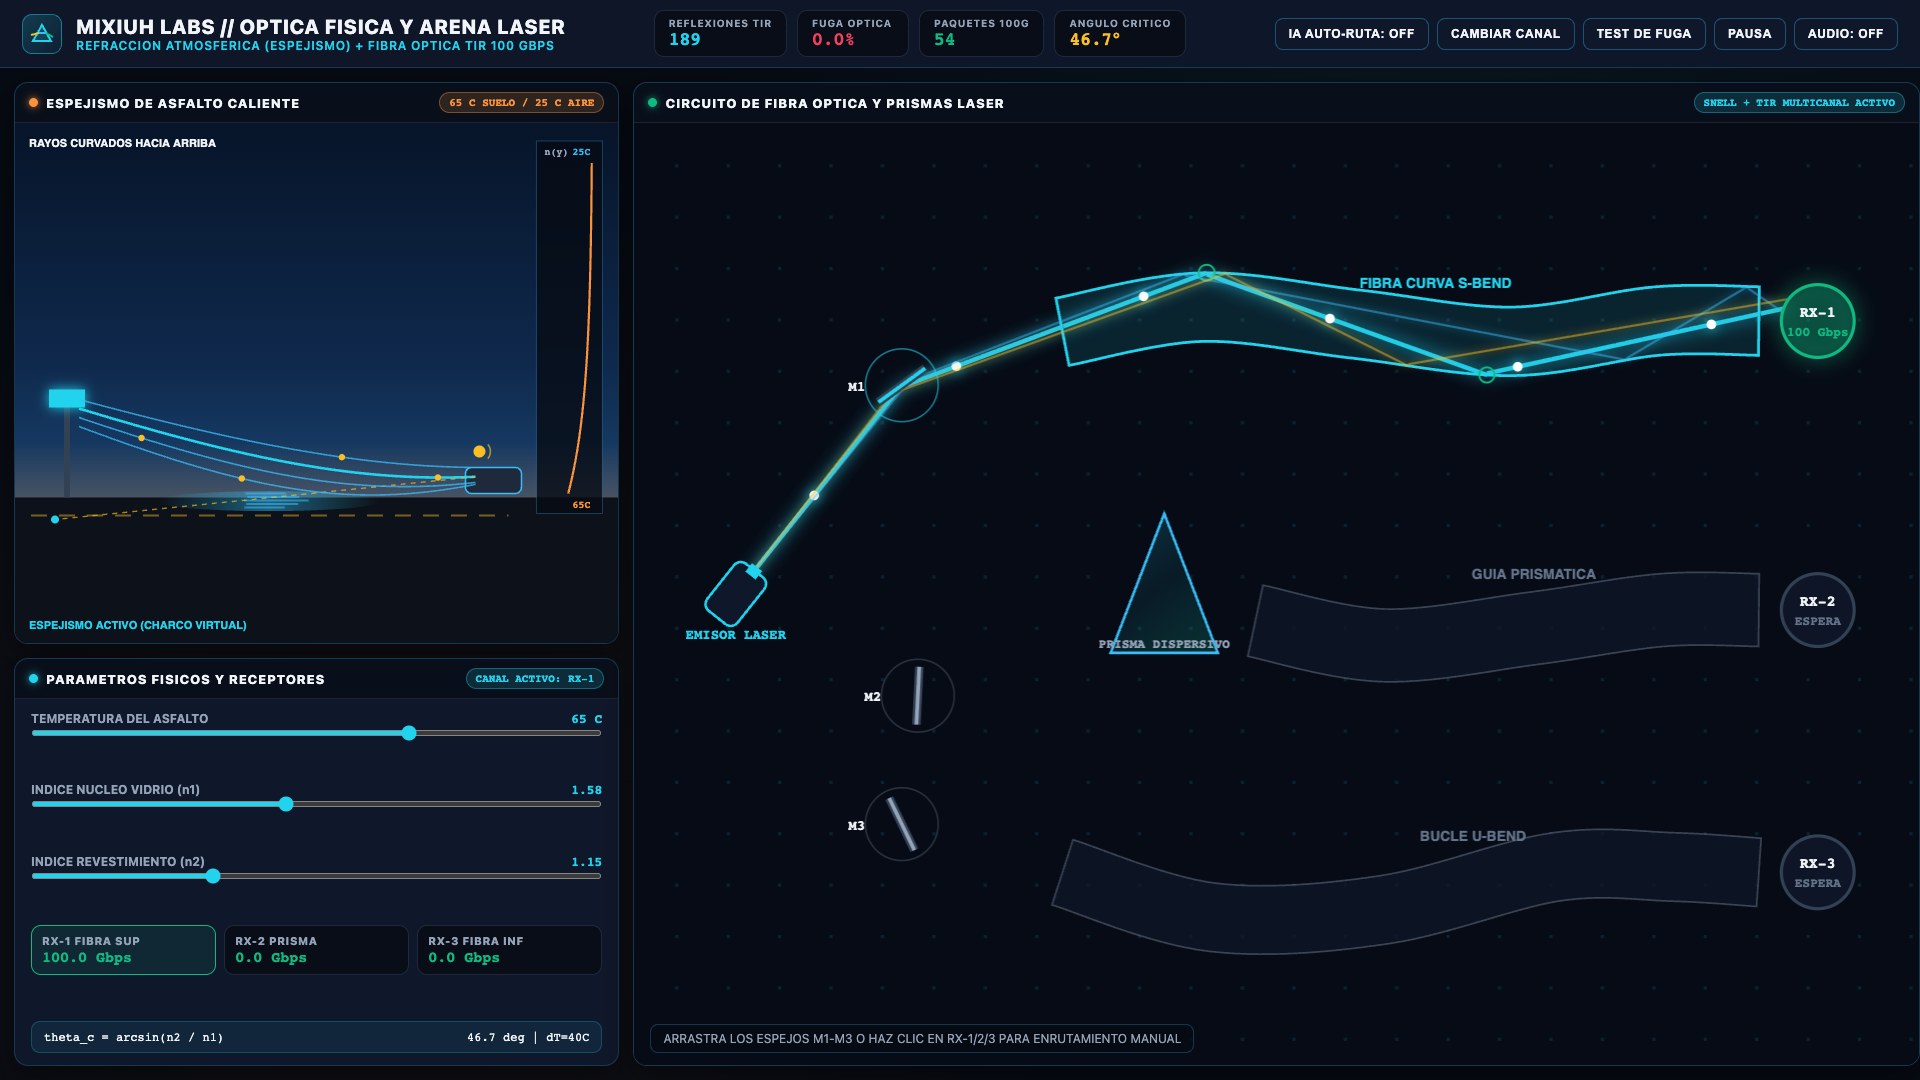 MIXIUH LABS // OPTICA FISICA Y ARENA LASER
REFRACCION ATMOSFERICA (ESPEJISMO) + FIBRA OPTICA TIR 100 GBPS
REFLEXIONES TIR
189
FUGA OPTICA
0.0%
PAQUETES 100G
54
ANGULO CRITICO
46.7°
IA AUTO-RUTA: OFF
CAMBIAR CANAL
TEST DE FUGA
PAUSA
AUDIO: OFF
ESPEJISMO DE ASFALTO CALIENTE
65 C SUELO / 25 C AIRE
RAYOS CURVADOS HACIA ARRIBA
n(y) 25C
65C
ESPEJISMO ACTIVO (CHARCO VIRTUAL)
PARAMETROS FISICOS Y RECEPTORES
CANAL ACTIVO: RX-1
TEMPERATURA DEL ASFALTO
65 C
INDICE NUCLEO VIDRIO (n1)
1.58
INDICE REVESTIMIENTO (n2)
1.15
RX-1 FIBRA SUP
100.0 Gbps
RX-2 PRISMA
0.0 Gbps
RX-3 FIBRA INF
0.0 Gbps
theta_c = arcsin(n2 / n1)
46.7 deg | dT=40C
CIRCUITO DE FIBRA OPTICA Y PRISMAS LASER
SNELL + TIR MULTICANAL ACTIVO
FIBRA CURVA S-BEND
RX-1
100 Gbps
M1
EMISOR LASER
PRISMA DISPERSIVO
GUIA PRISMATICA
RX-2
ESPERA
M2
M3
BUCLE U-BEND
RX-3
ESPERA
ARRASTRA LOS ESPEJOS M1-M3 O HAZ CLIC EN RX-1/2/3 PARA ENRUTAMIENTO MANUAL